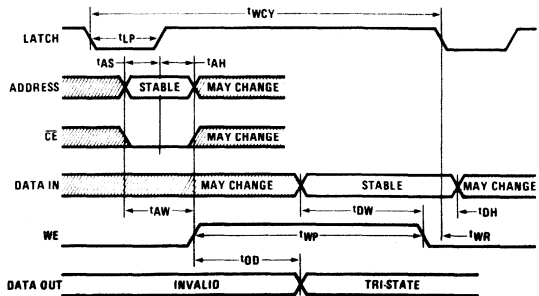 tWCY
LATCH
tLP
tAS
tAH
ADDRESS
STABLE
MAY CHANGE
CE
MAY CHANGE
DATA IN
MAY CHANGE
STABLE
MAY CHANGE
tAW
tDW
tDH
WE
tWP
tWR
tOD
DATA OUT
INVALID
TRI-STATE